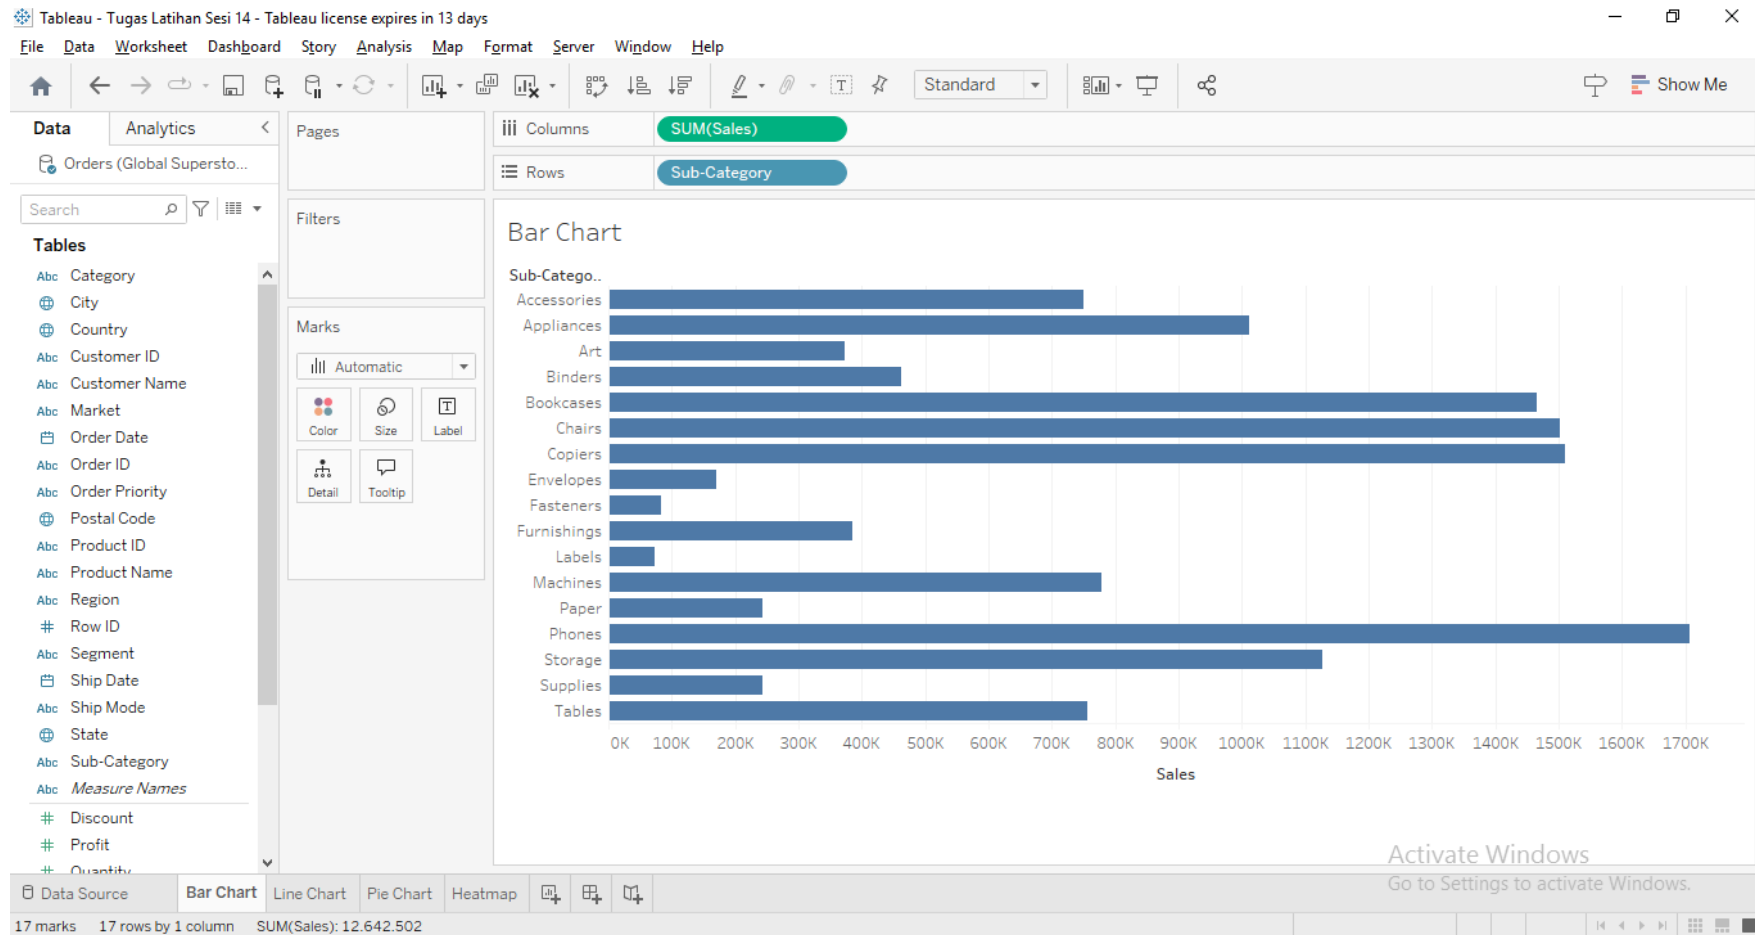 Tableau - Tugas Latihan Sesi 14 - Tableau license expires in 13 days
File Data Worksheet Dashboard Story Analysis Map Format Server Window Help
Standard
Show Me
Data Analytics
Orders (Global Supersto...
Search
Tables
Abc Category
City
Country
Abc Customer ID
Abc Customer Name
Abc Market
Order Date
Abc Order ID
Abc Order Priority
Postal Code
Abc Product ID
Abc Product Name
Abc Region
# Row ID
Abc Segment
Ship Date
Abc Ship Mode
State
Abc Sub-Category
Abc Measure Names
# Discount
# Profit
# Quantity
Pages
Filters
Marks
Automatic
Color Size Label
Detail Tooltip
Columns SUM(Sales)
Rows Sub-Category
Bar Chart
Sub-Catego..
Accessories
Appliances
Art
Binders
Bookcases
Chairs
Copiers
Envelopes
Fasteners
Furnishings
Labels
Machines
Paper
Phones
Storage
Supplies
Tables
0K 100K 200K 300K 400K 500K 600K 700K 800K 900K 1000K 1100K 1200K 1300K 1400K 1500K 1600K 1700K
Sales
Activate Windows
Go to Settings to activate Windows.
Data Source Bar Chart Line Chart Pie Chart Heatmap
17 marks 17 rows by 1 column SUM(Sales): 12.642.502